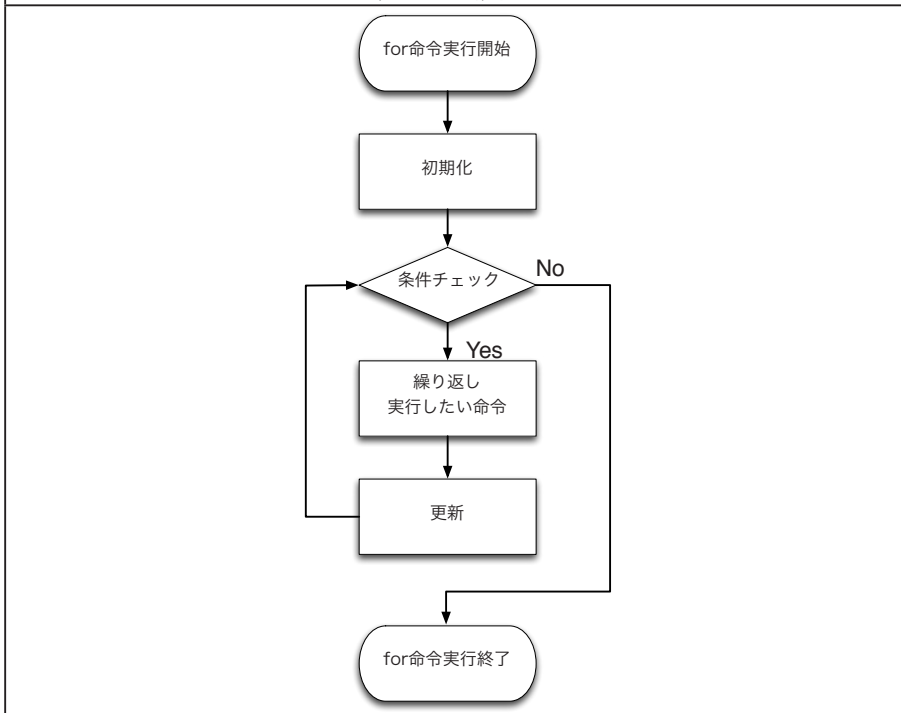 for命令実行開始
初期化
条件チェック
No
Yes
繰り返し
実行したい命令
更新
for命令実行終了